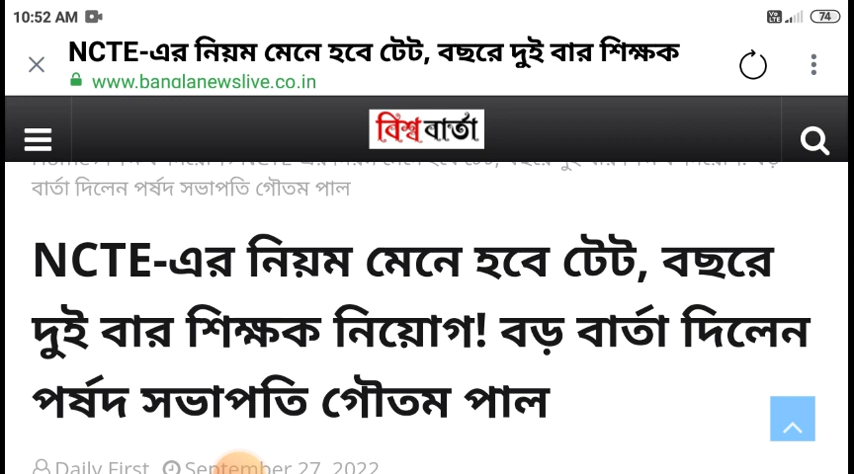 10:52 AM
74
NCTE-এর নিয়ম মেনে হবে টেট, বছরে দুই বার শিক্ষক
www.banglanewslive.co.in
বিশ্ব বার্তা
বার্তা দিলেন পর্ষদ সভাপতি গৌতম পাল
NCTE-এর নিয়ম মেনে হবে টেট, বছরে
দুই বার শিক্ষক নিয়োগ! বড় বার্তা দিলেন
পর্ষদ সভাপতি গৌতম পাল
Daily First September 27, 2022